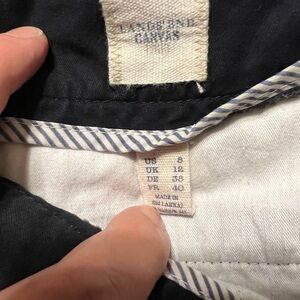 LANDS' END
CANVAS
US 8
UK 12
DE 38
FR 40
MADE IN
SRI LANKA